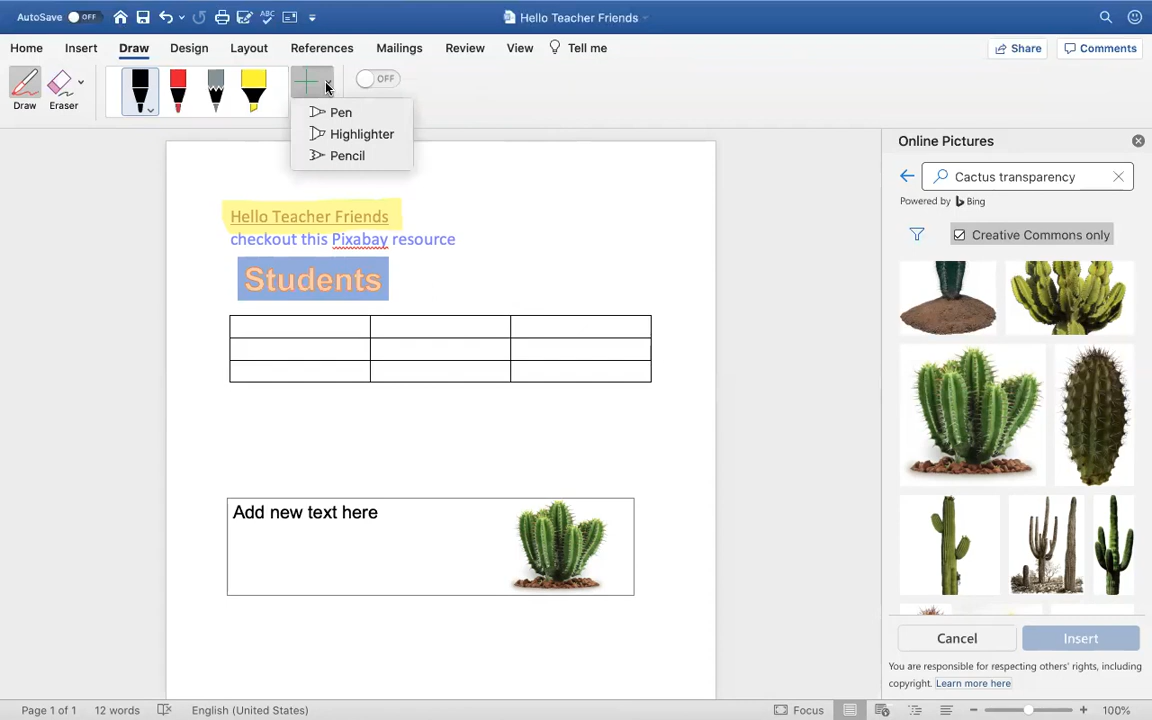 AutoSave OFF
ABC
Hello Teacher Friends
Home Insert Draw Design Layout References Mailings Review View Tell me
Share Comments
Draw Eraser
OFF
Pen
Highlighter
Pencil
Online Pictures
Cactus transparency
Powered by Bing
Creative Commons only
Hello Teacher Friends
checkout this Pixabay resource
Students
Add new text here
Cancel Insert
You are responsible for respecting others' rights, including
copyright. Learn more here
Page 1 of 1 12 words English (United States) Focus 100%